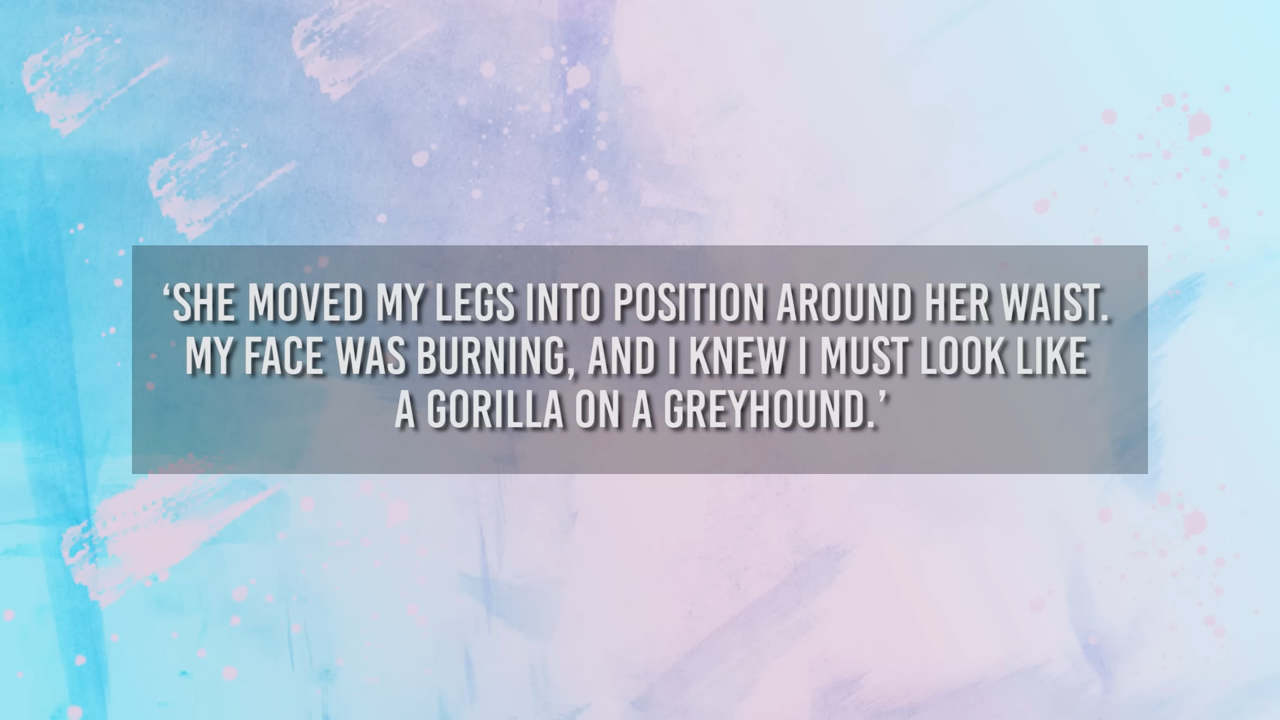 ‘SHE MOVED MY LEGS INTO POSITION AROUND HER WAIST.
MY FACE WAS BURNING, AND I KNEW I MUST LOOK LIKE
A GORILLA ON A GREYHOUND.’